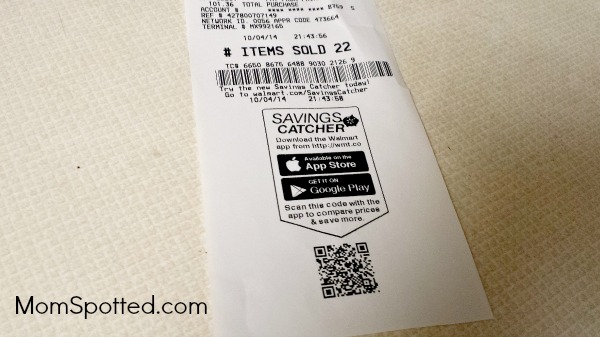 101.36 TOTAL PURCHASE
ACCOUNT # **** **** **** 8769 S
REF # 427800707149
NETWORK ID. 0056 APPR CODE 473664
TERMINAL # MX992165
10/04/14 21:43:56
# ITEMS SOLD 22
TC# 6650 8675 6488 9030 2126 9
Try the new Savings Catcher today!
Go to walmart.com/SavingsCatcher
10/04/14 21:43:58
SAVINGS
CATCHER
Download the Walmart
app from http://wmt.co
Available on the
App Store
GET IT ON
Google Play
Scan this code with the
app to compare prices
& save more.
MomSpotted.com